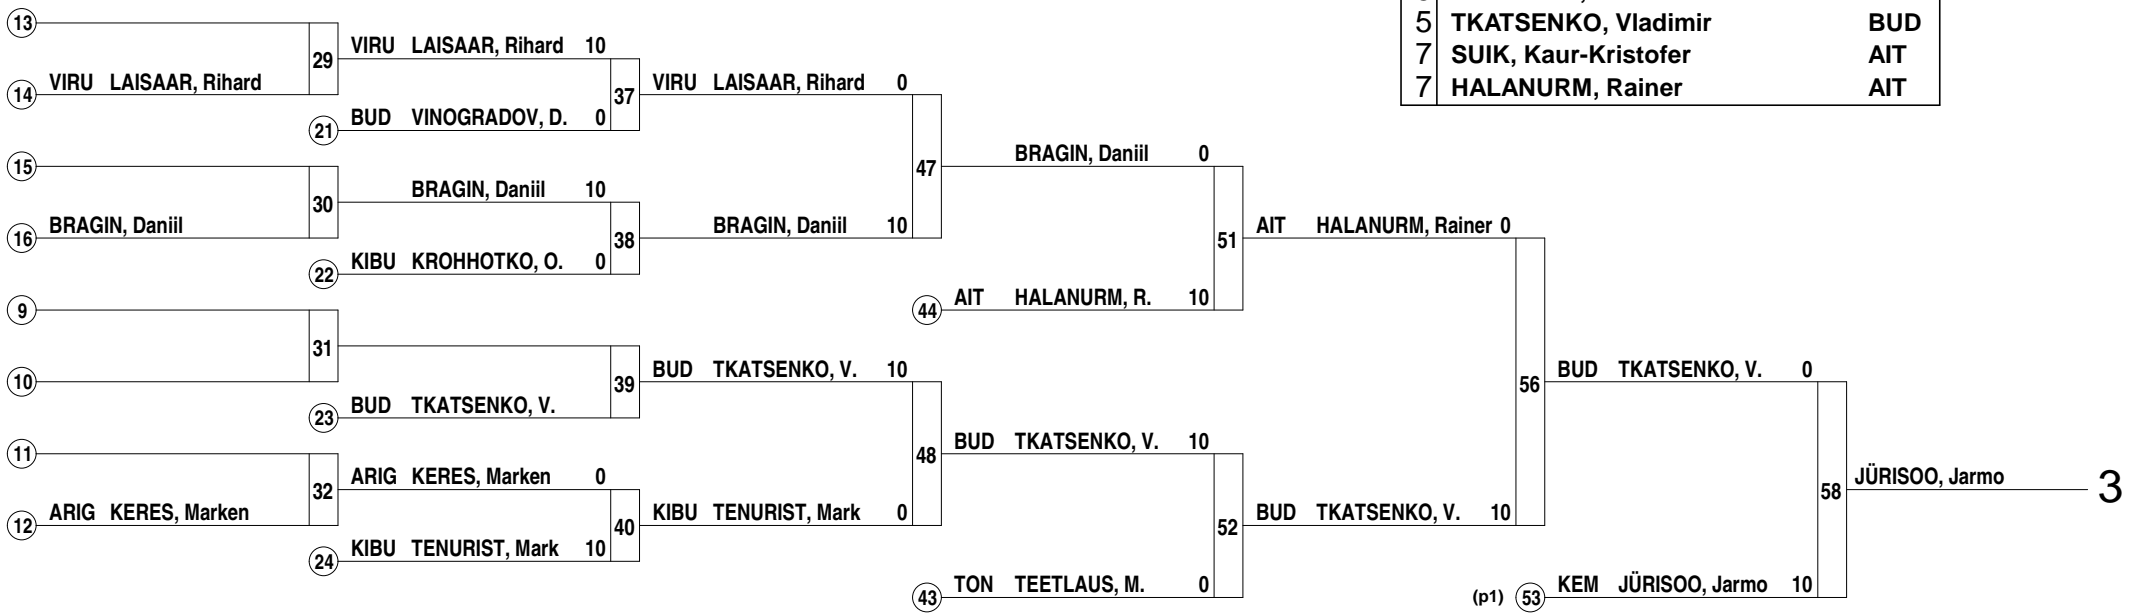 5 TKATSENKO, Vladimir BUD
7 SUIK, Kaur-Kristofer AIT
7 HALANURM, Rainer AIT
13
29
VIRU LAISAAR, Rihard 10
14 VIRU LAISAAR, Rihard
37
VIRU LAISAAR, Rihard 0
21 BUD VINOGRADOV, D. 0
15
47
BRAGIN, Daniil 0
30
BRAGIN, Daniil 10
16 BRAGIN, Daniil
38
BRAGIN, Daniil 10
51
AIT HALANURM, Rainer 0
22 KIBU KROHHOTKO, O. 0
9
44 AIT HALANURM, R. 10
31
10
39
BUD TKATSENKO, V. 10
56
BUD TKATSENKO, V. 0
23 BUD TKATSENKO, V.
11
48
BUD TKATSENKO, V. 10
32
ARIG KERES, Marken 0
58
JÜRISOO, Jarmo 3
12 ARIG KERES, Marken
40
KIBU TENURIST, Mark 0
52
BUD TKATSENKO, V. 10
24 KIBU TENURIST, Mark 10
43 TON TEETLAUS, M. 0
(p1) 53 KEM JÜRISOO, Jarmo 10